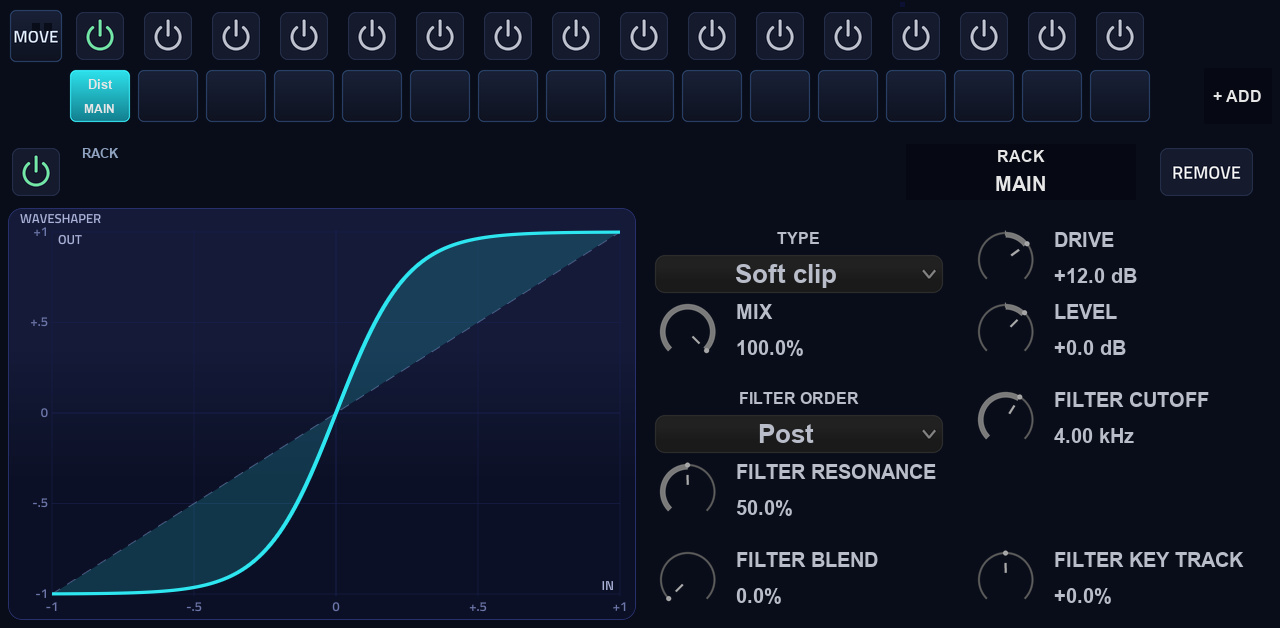 MOVE
Dist
MAIN
+ ADD
RACK
RACK
MAIN
REMOVE
WAVESHAPER
+1
OUT
+.5
0
-.5
-1
IN
-1
-.5
0
+.5
+1
TYPE
Soft clip
MIX
100.0%
DRIVE
+12.0 dB
LEVEL
+0.0 dB
FILTER ORDER
Post
FILTER CUTOFF
4.00 kHz
FILTER RESONANCE
50.0%
FILTER BLEND
0.0%
FILTER KEY TRACK
+0.0%